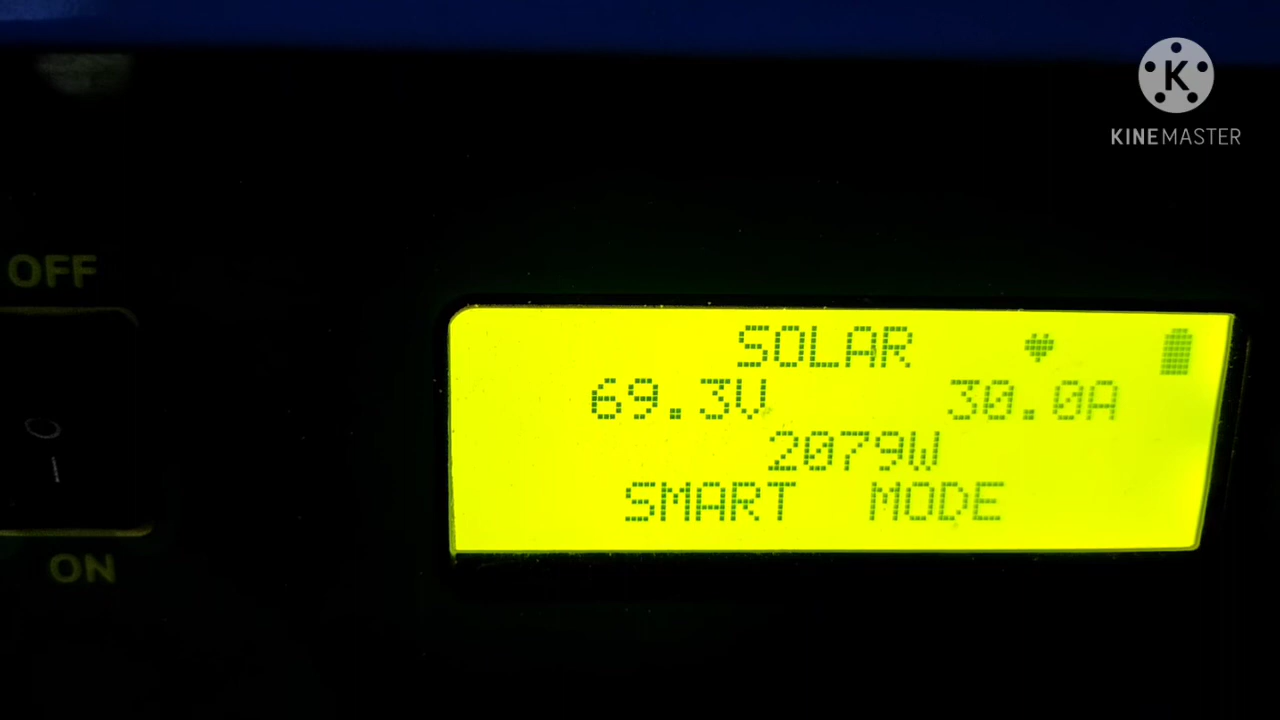 K
KINEMASTER
OFF
SOLAR
69.3V 30.0A
2079W
SMART MODE
ON